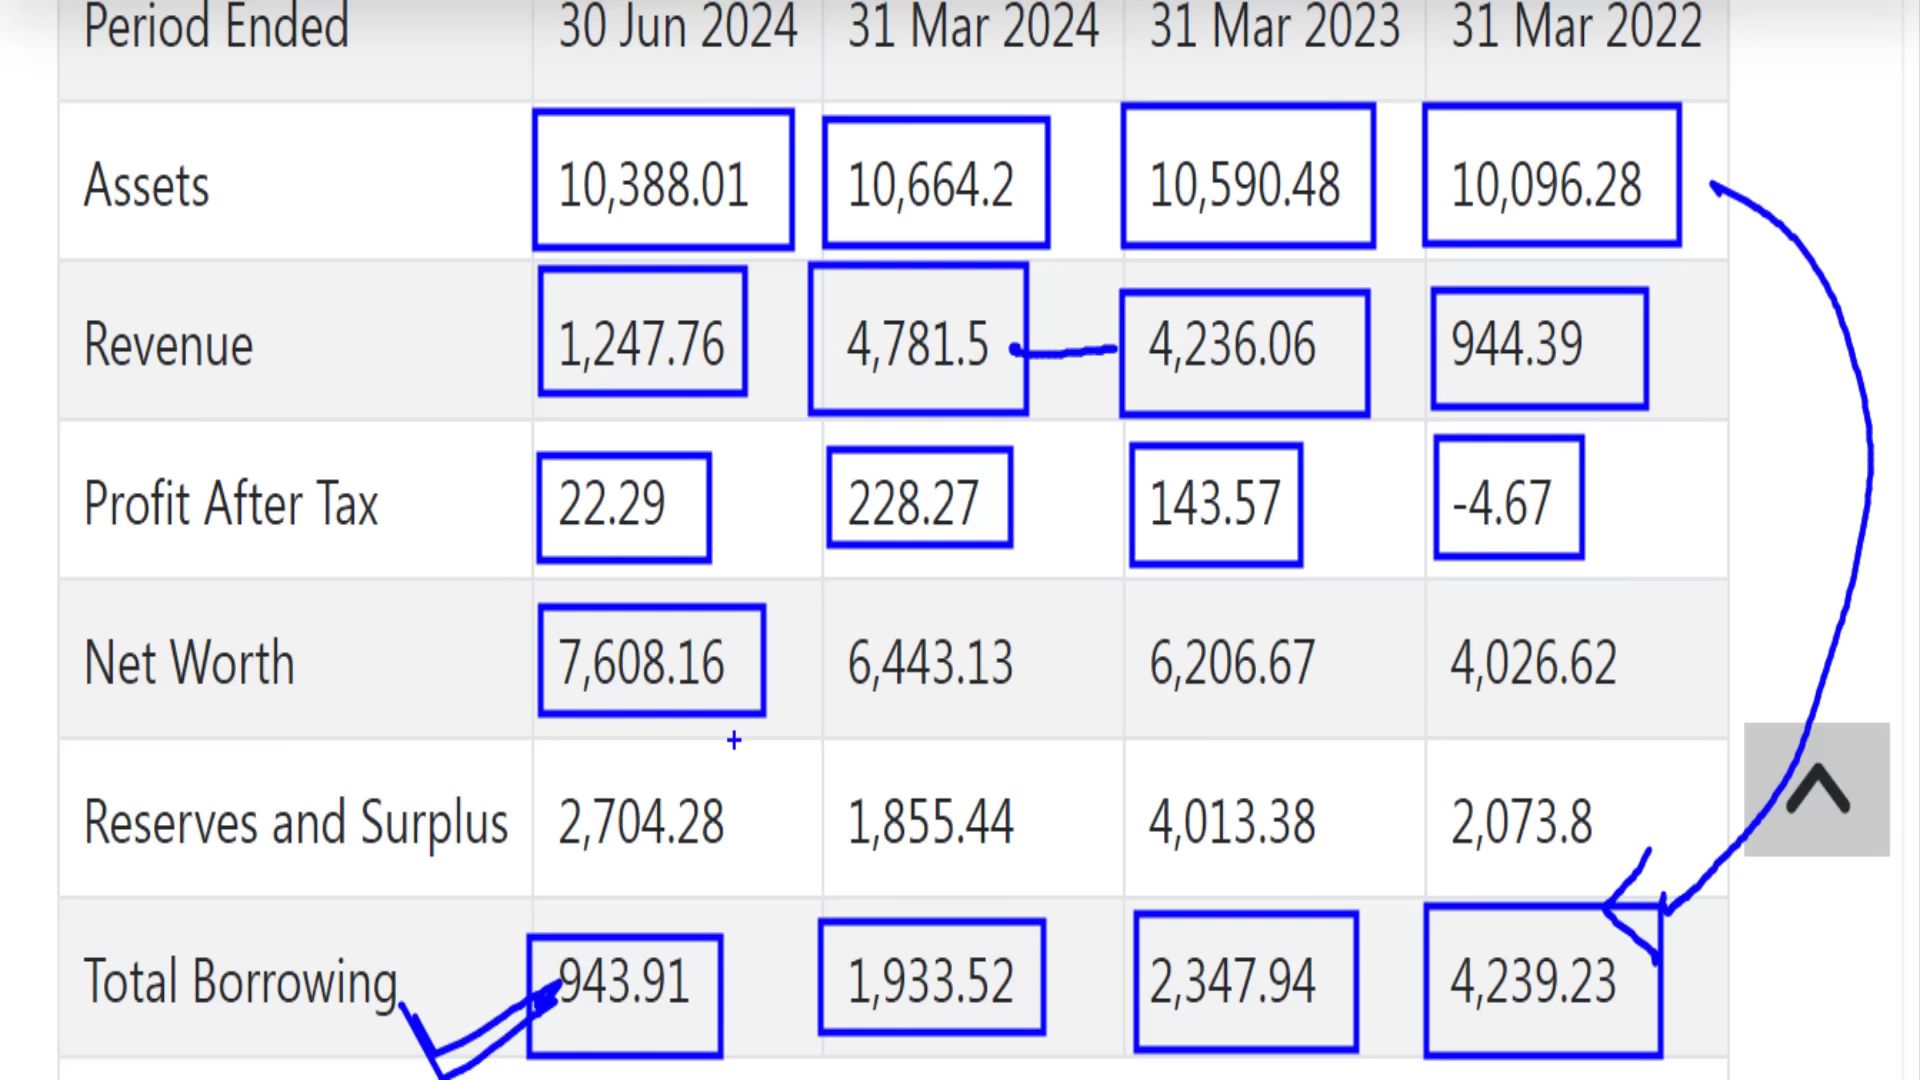 Period Ended 30 Jun 2024 31 Mar 2024 31 Mar 2023 31 Mar 2022
Assets 10,388.01 10,664.2 10,590.48 10,096.28
Revenue 1,247.76 4,781.5 4,236.06 944.39
Profit After Tax 22.29 228.27 143.57 -4.67
Net Worth 7,608.16 6,443.13 6,206.67 4,026.62
Reserves and Surplus 2,704.28 1,855.44 4,013.38 2,073.8
Total Borrowing 943.91 1,933.52 2,347.94 4,239.23